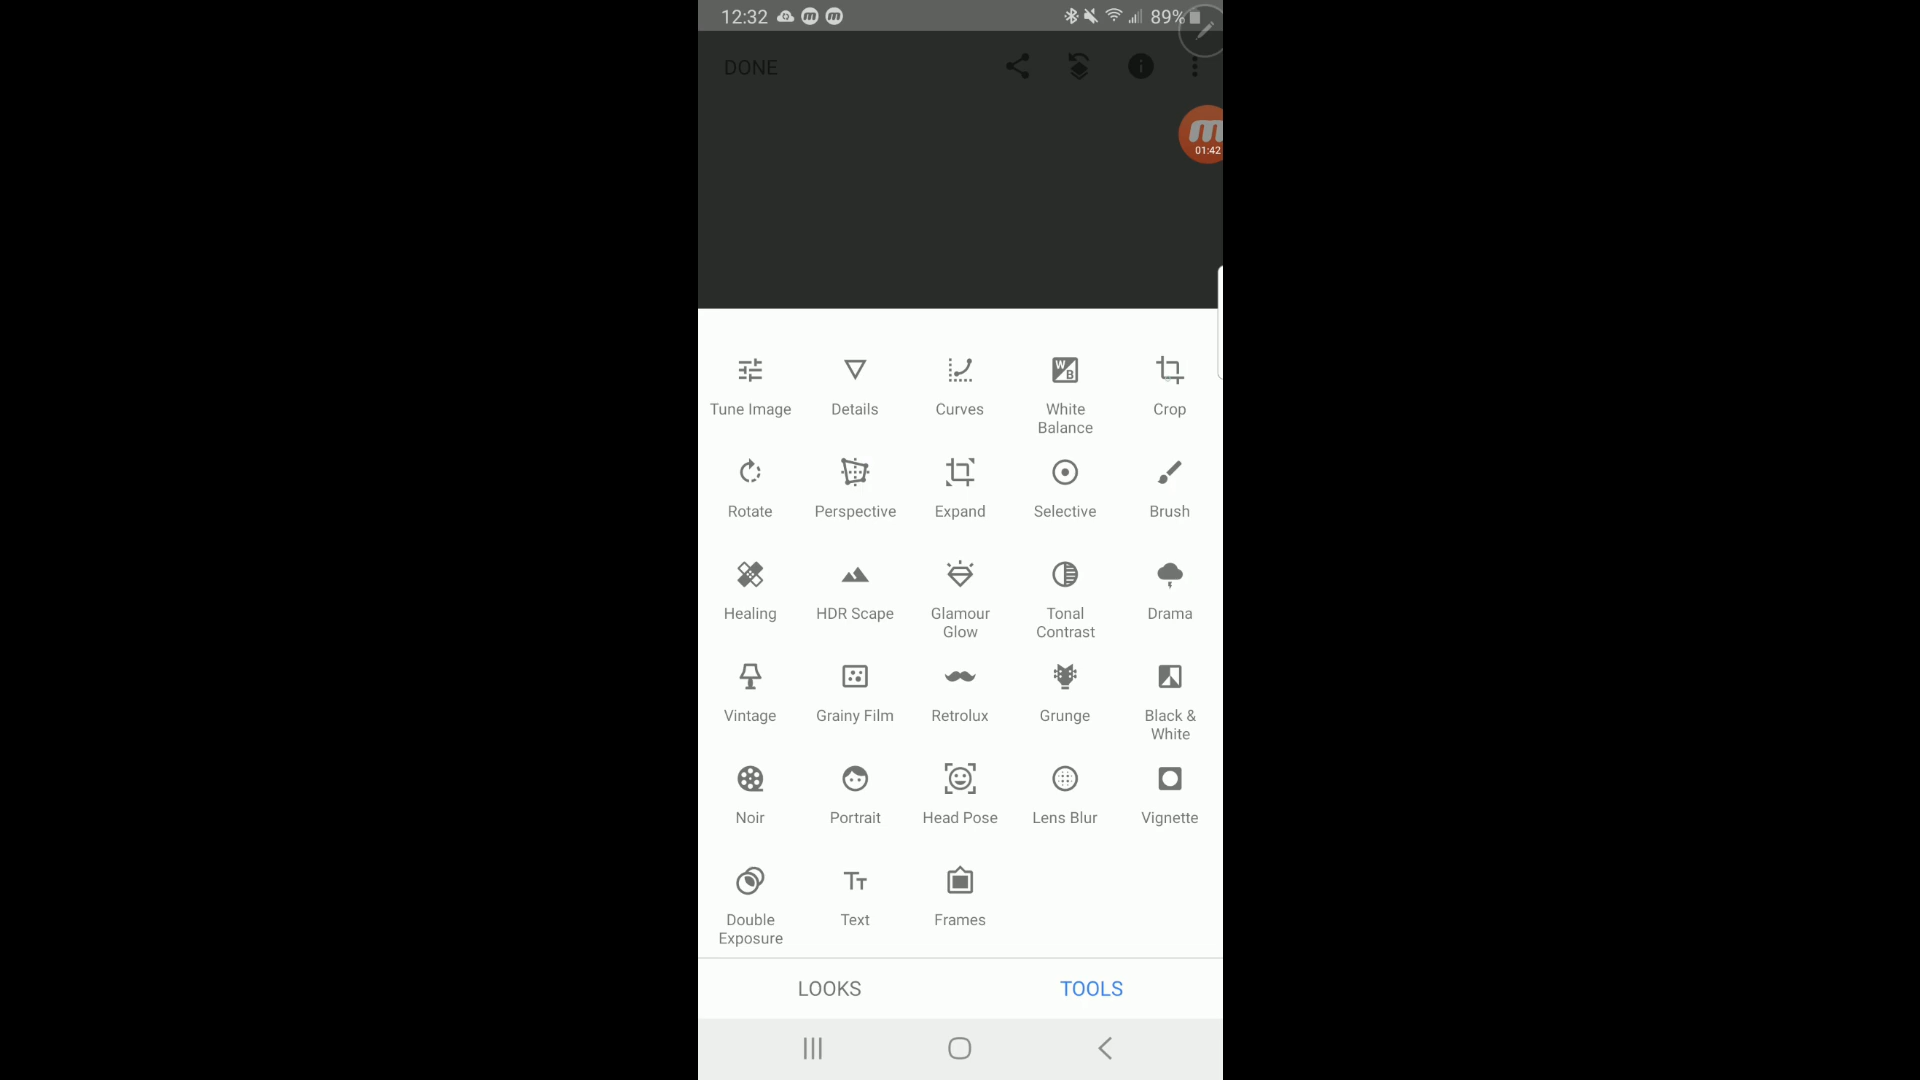 12:32 89%
DONE
01:42
Tune Image Details Curves White Balance Crop
Rotate Perspective Expand Selective Brush
Healing HDR Scape Glamour Glow Tonal Contrast Drama
Vintage Grainy Film Retrolux Grunge Black & White
Noir Portrait Head Pose Lens Blur Vignette
Double Exposure Text Frames
LOOKS TOOLS